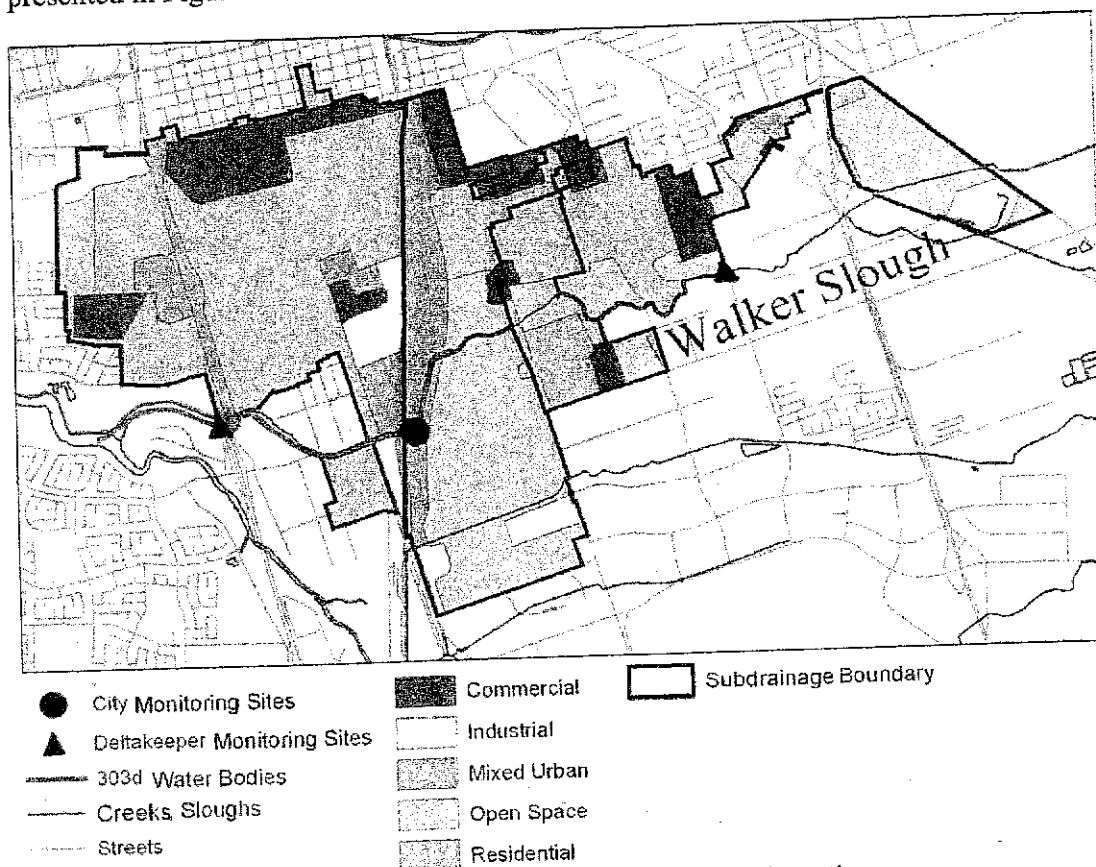 presented in Figu
Walker Slough
City Monitoring Sites
Deltakeeper Monitoring Sites
303d Water Bodies
Creeks, Sloughs
Streets
Commercial
Industrial
Mixed Urban
Open Space
Residential
Subdrainage Boundary